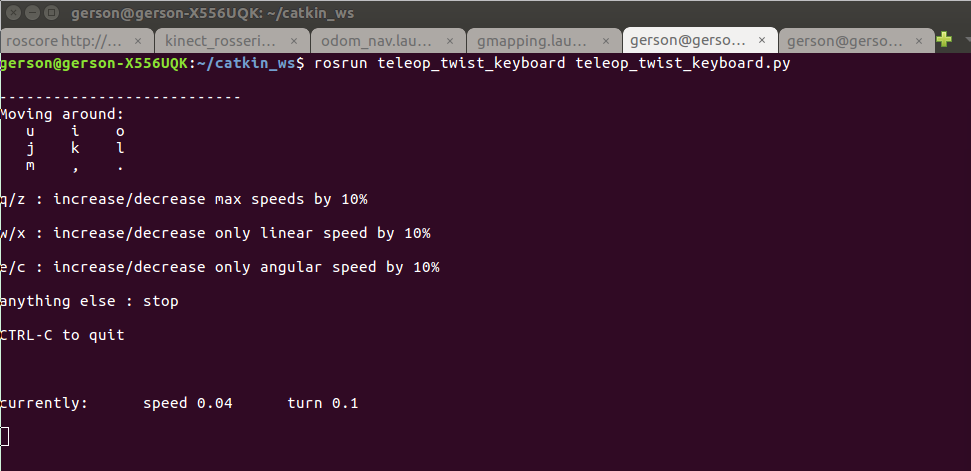 gerson@gerson-X556UQK: ~/catkin_ws
roscore http://... × kinect_rosseri... × odom_nav.lau... × gmapping.lau... × gerson@gerso... × gerson@gerso... ×
gerson@gerson-X556UQK:~/catkin_ws$ rosrun teleop_twist_keyboard teleop_twist_keyboard.py
---------------------------
Moving around:
u i o
j k l
m , .
q/z : increase/decrease max speeds by 10%
w/x : increase/decrease only linear speed by 10%
e/c : increase/decrease only angular speed by 10%
anything else : stop
CTRL-C to quit
currently: speed 0.04 turn 0.1